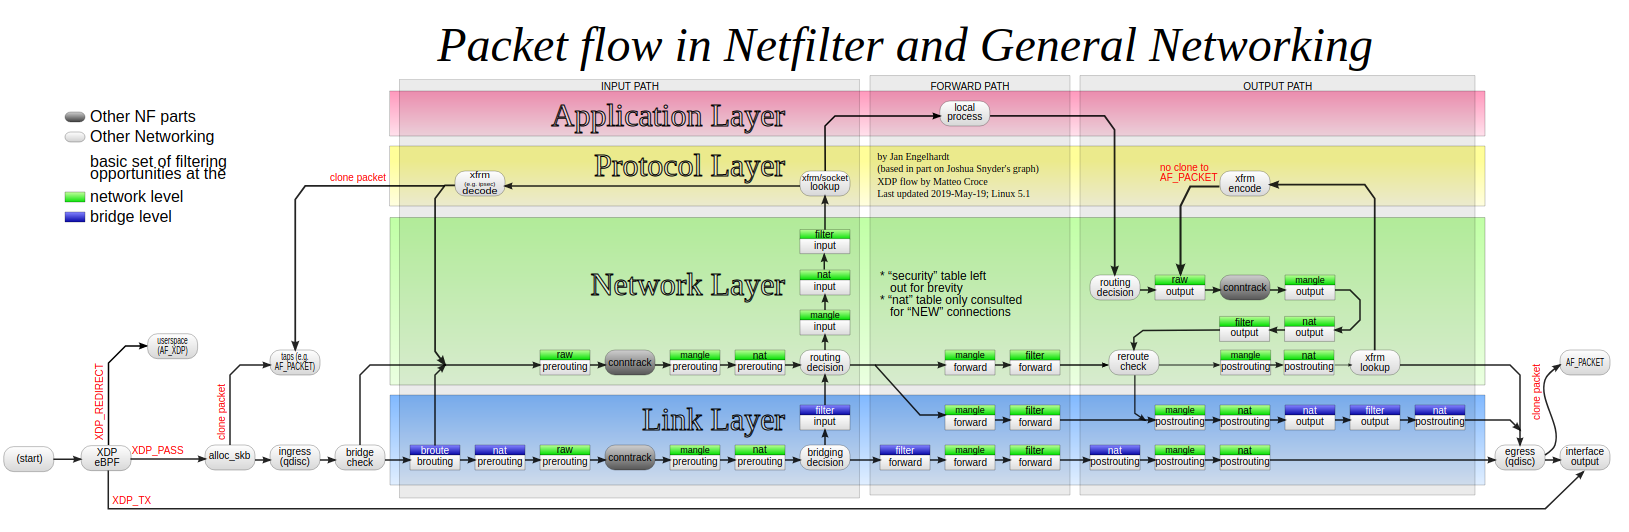 Packet flow in Netfilter and General Networking
INPUT PATH
FORWARD PATH
OUTPUT PATH
Other NF parts
Other Networking
basic set of filtering
opportunities at the
network level
bridge level
Application Layer
local
process
Protocol Layer
by Jan Engelhardt
(based in part on Joshua Snyder's graph)
XDP flow by Matteo Croce
Last updated 2019-May-19; Linux 5.1
clone packet
xfrm
(e.g. ipsec)
decode
xfrm/socket
lookup
no clone to
AF_PACKET
xfrm
encode
Network Layer
filter
input
nat
input
mangle
input
* “security” table left
out for brevity
* “nat” table only consulted
for “NEW” connections
routing
decision
raw
output
conntrack
mangle
output
filter
output
nat
output
userspace
(AF_XDP)
taps (e.g.
AF_PACKET)
raw
prerouting
conntrack
mangle
prerouting
nat
prerouting
routing
decision
mangle
forward
filter
forward
reroute
check
mangle
postrouting
nat
postrouting
xfrm
lookup
AF_PACKET
XDP_REDIRECT
clone packet
clone packet
Link Layer
filter
input
mangle
forward
filter
forward
mangle
postrouting
nat
postrouting
nat
output
filter
output
nat
postrouting
(start)
XDP
eBPF
XDP_PASS
alloc_skb
ingress
(qdisc)
bridge
check
broute
brouting
nat
prerouting
raw
prerouting
conntrack
mangle
prerouting
nat
prerouting
bridging
decision
filter
forward
mangle
forward
filter
forward
nat
postrouting
mangle
postrouting
nat
postrouting
egress
(qdisc)
interface
output
XDP_TX